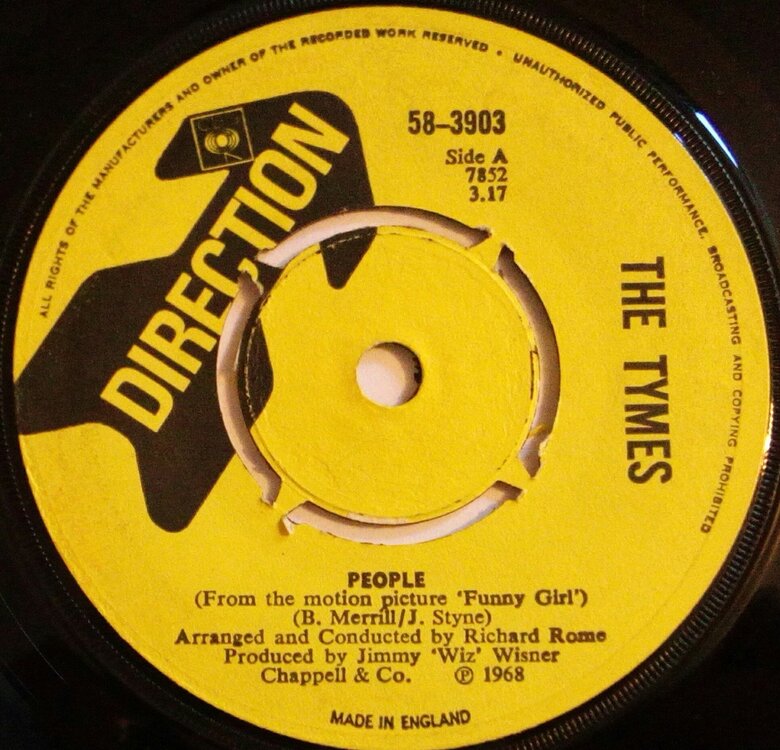 ALL RIGHTS OF THE MANUFACTURERS AND OWNER OF THE RECORDED WORK RESERVED • UNAUTHORIZED PUBLIC PERFORMANCE, BROADCASTING AND COPYING PROHIBITED
DIRECTION
58-3903
Side A
7852
3.17
THE TYMES
PEOPLE
(From the motion picture ‘Funny Girl’)
(B. Merrill/J. Styne)
Arranged and Conducted by Richard Rome
Produced by Jimmy ‘Wiz’ Wisner
Chappell & Co. ℗ 1968
MADE IN ENGLAND